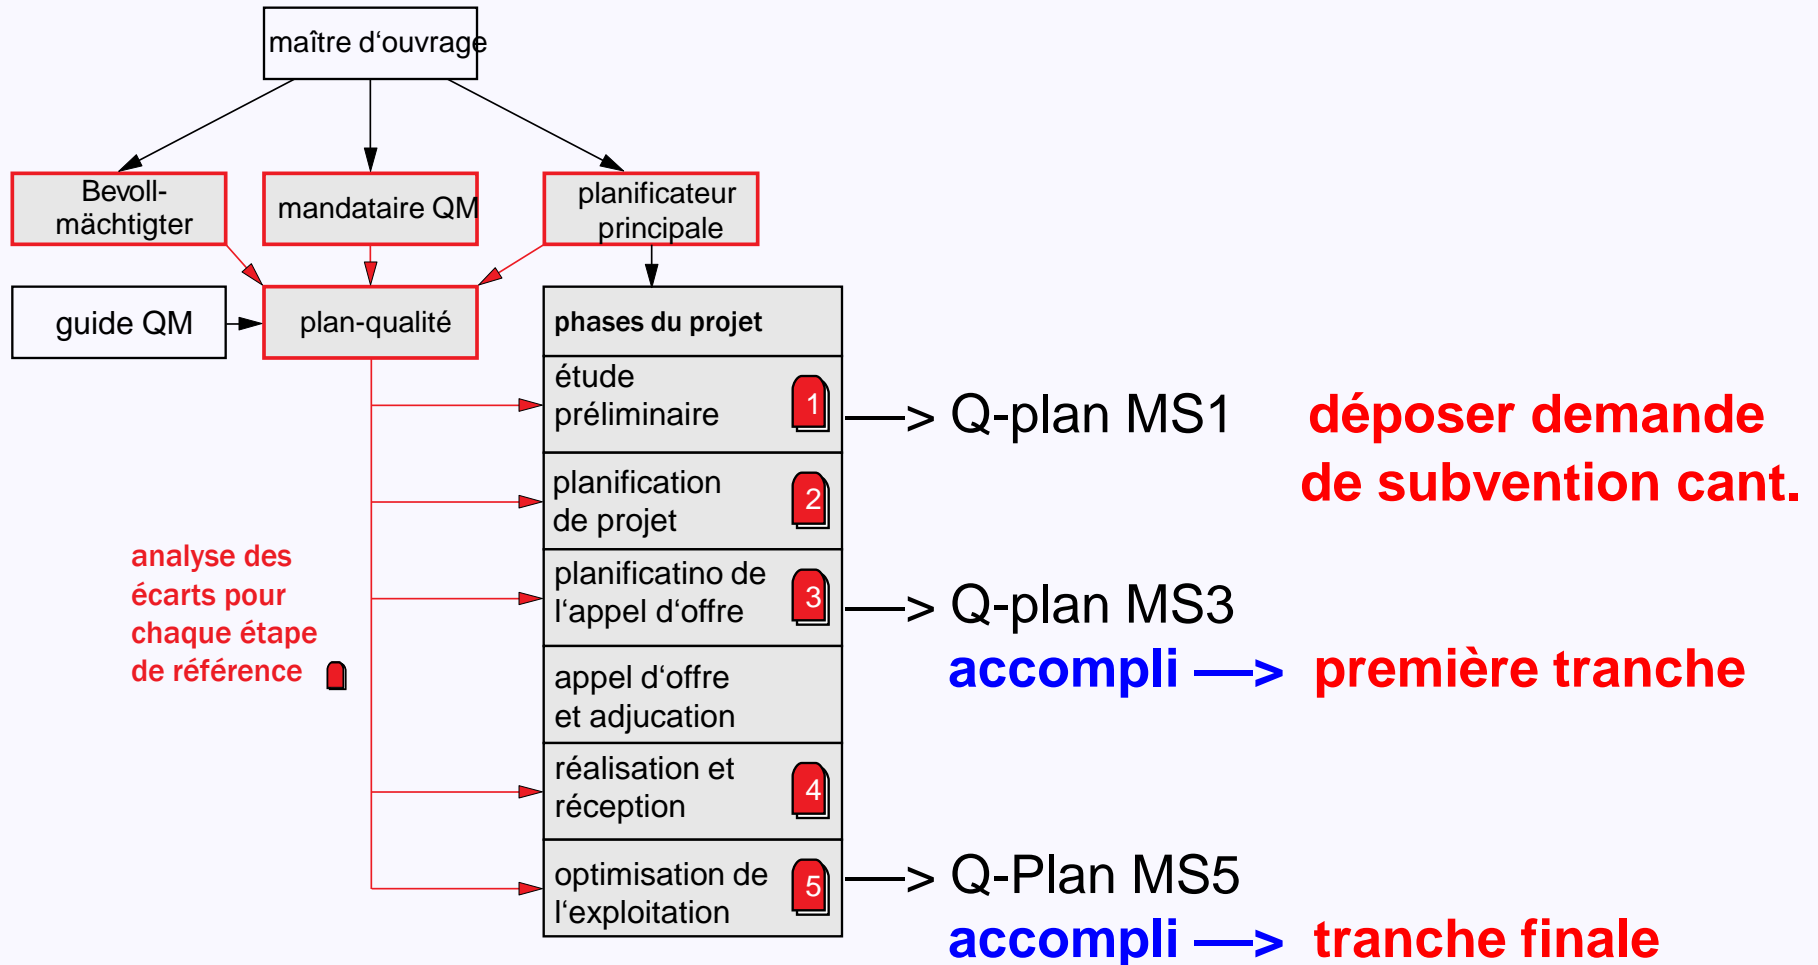 maître d‘ouvrage
Bevoll-
mächtigter
mandataire QM
planificateur
principale
guide QM
plan-qualité
phases du projet
étude
préliminaire
1
—> Q-plan MS1
déposer demande
de subvention cant.
planification
de projet
2
analyse des
écarts pour
chaque étape
de référence
planificatino de
l‘appel d‘offre
3
—> Q-plan MS3
accompli —> première tranche
appel d‘offre
et adjucation
réalisation et
réception
4
optimisation de
l‘exploitation
5
—> Q-Plan MS5
accompli —> tranche finale